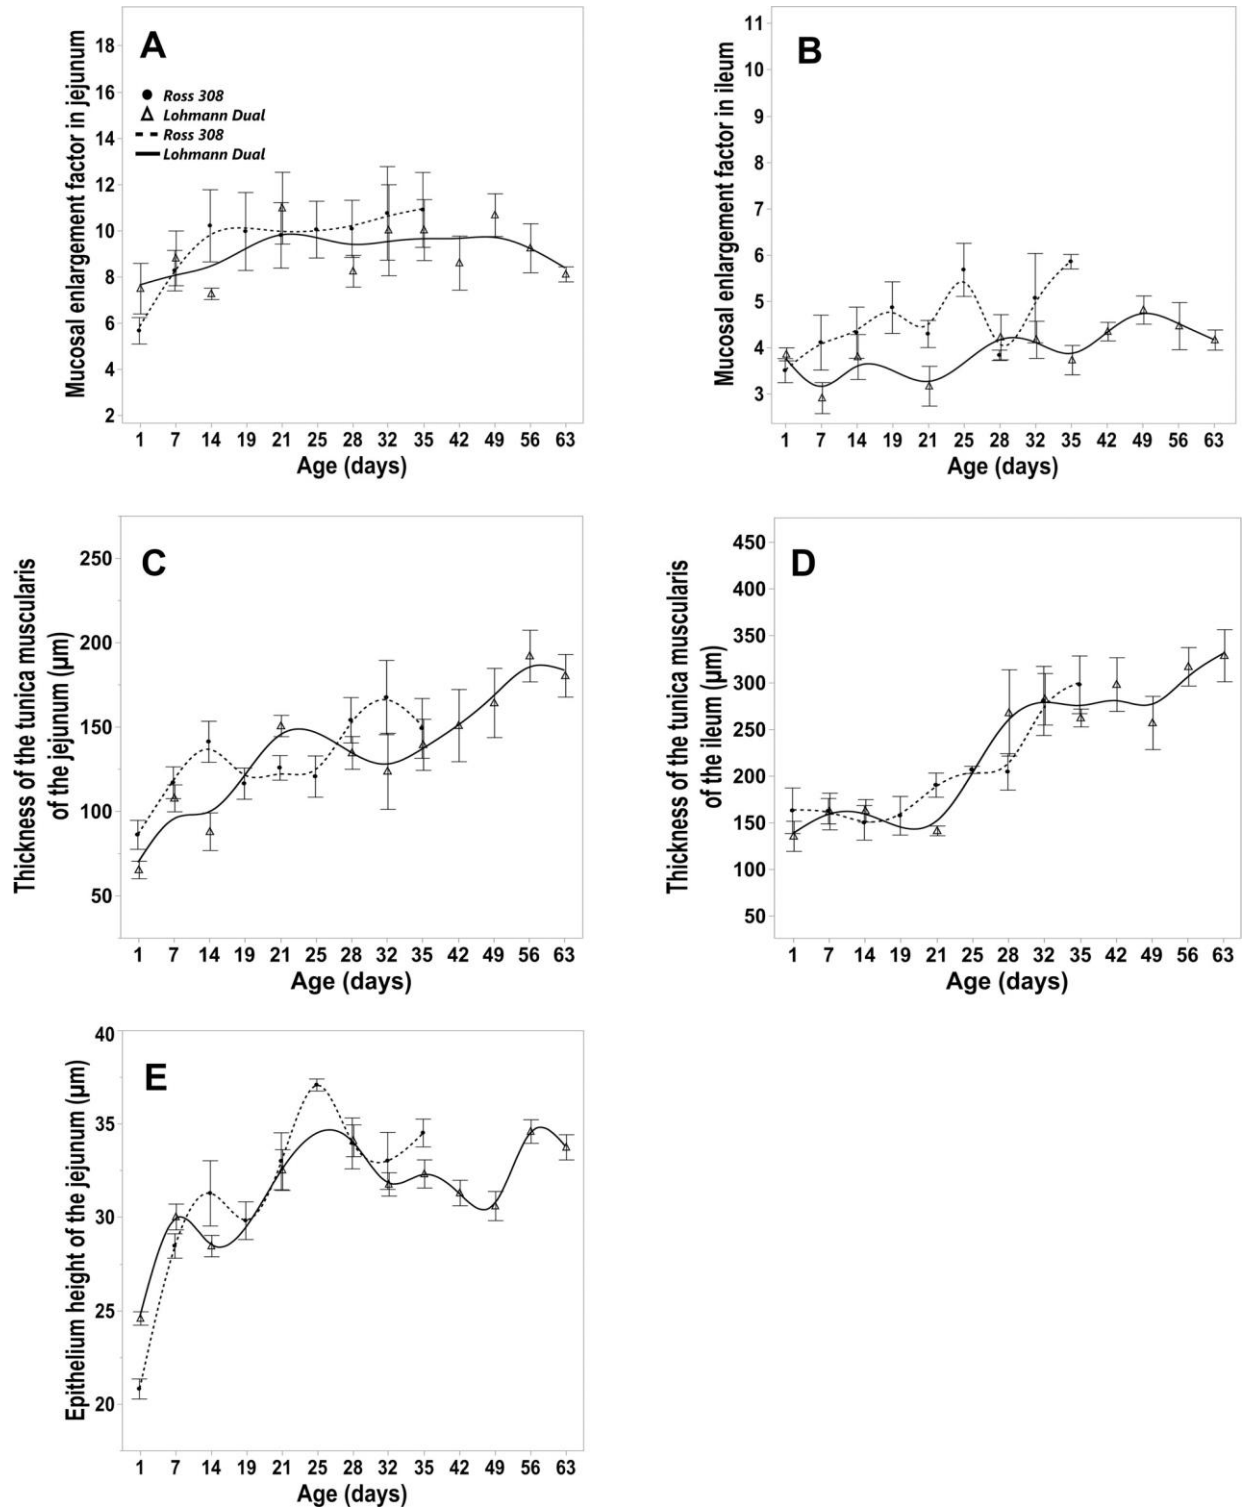 A
Mucosal enlargement factor in jejunum
18
16
14
12
10
8
6
4
2
Ross 308
Lohmann Dual
Ross 308
Lohmann Dual
1 7 14 19 21 25 28 32 35 42 49 56 63
Age (days)
B
Mucosal enlargement factor in ileum
11
10
9
8
7
6
5
4
3
1 7 14 19 21 25 28 32 35 42 49 56 63
Age (days)
C
Thickness of the tunica muscularis
of the jejunum (µm)
250
200
150
100
50
1 7 14 19 21 25 28 32 35 42 49 56 63
Age (days)
D
Thickness of the tunica muscularis
of the ileum (µm)
450
400
350
300
250
200
150
100
50
1 7 14 19 21 25 28 32 35 42 49 56 63
Age (days)
E
Epithelium height of the jejunum (µm)
40
35
30
25
20
1 7 14 19 21 25 28 32 35 42 49 56 63
Age (days)